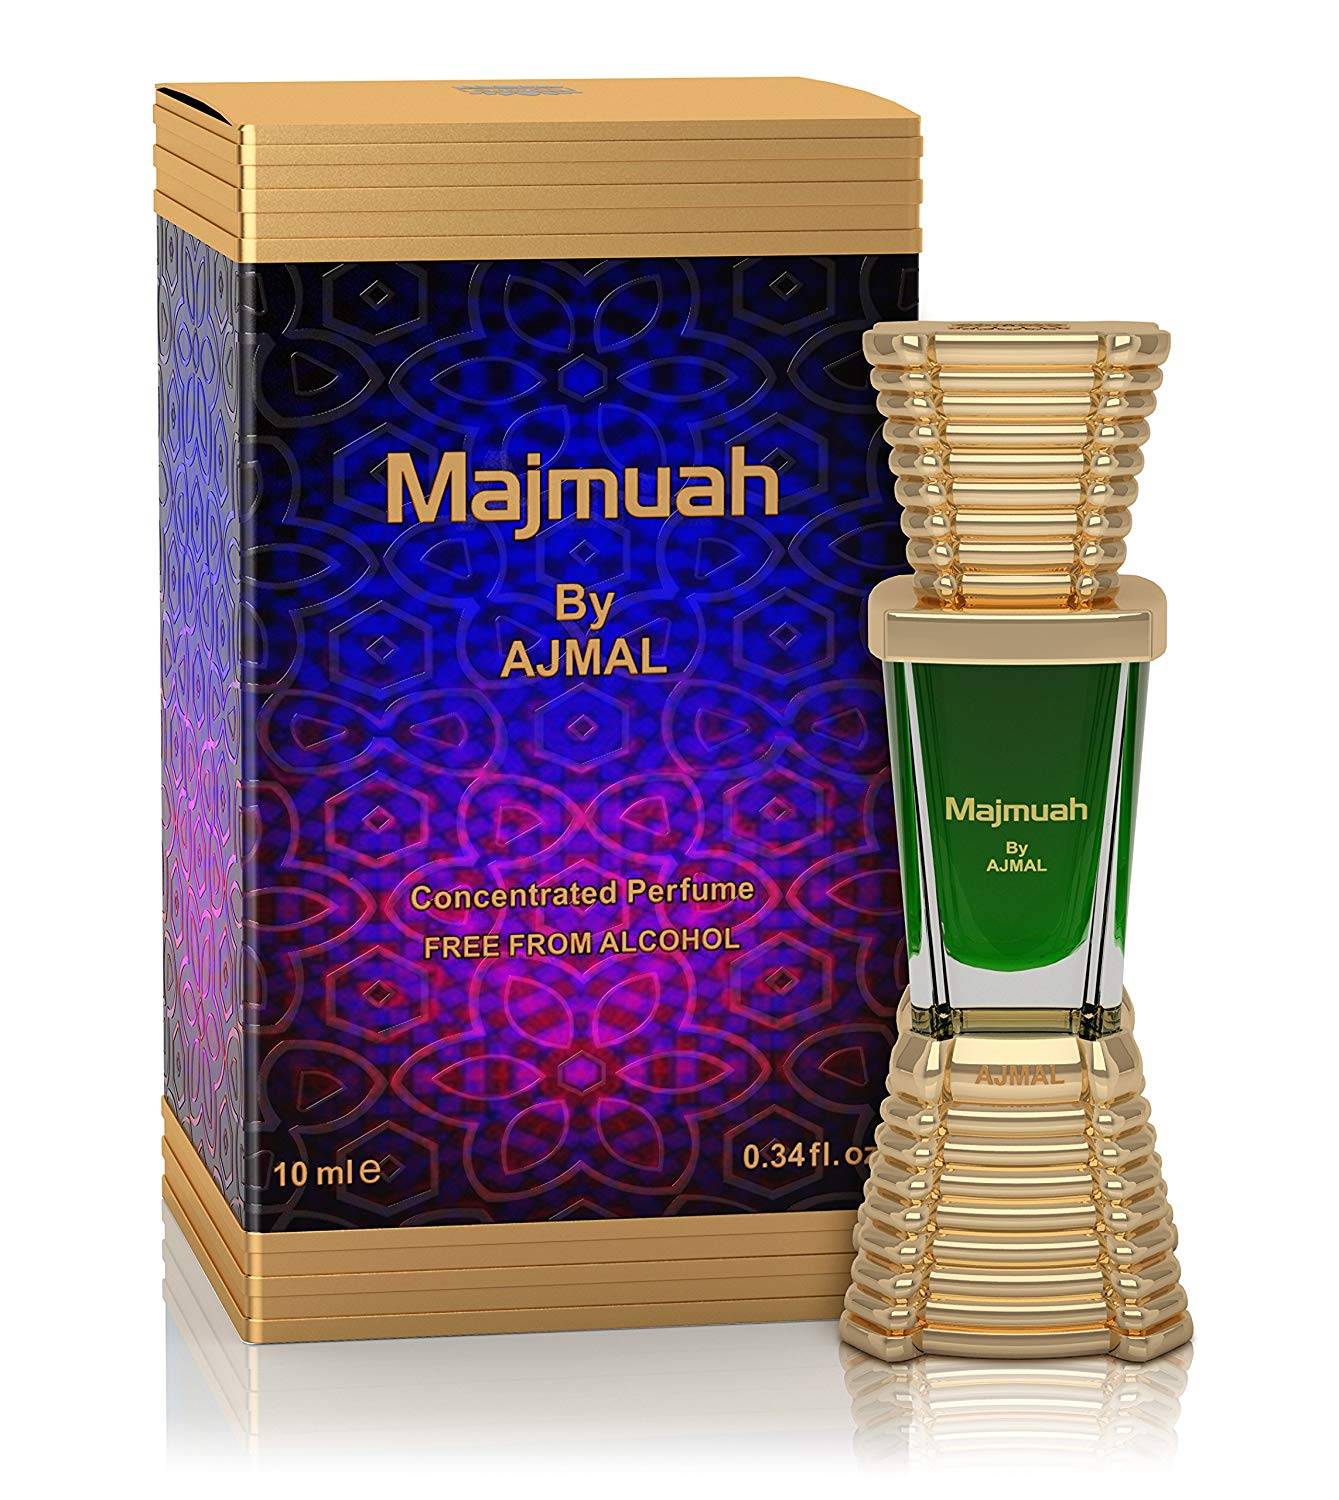 Majmuah
By
AJMAL
Concentrated Perfume
FREE FROM ALCOHOL
10 ml e
0.34 fl. oz
Majmuah
By
AJMAL
AJMAL